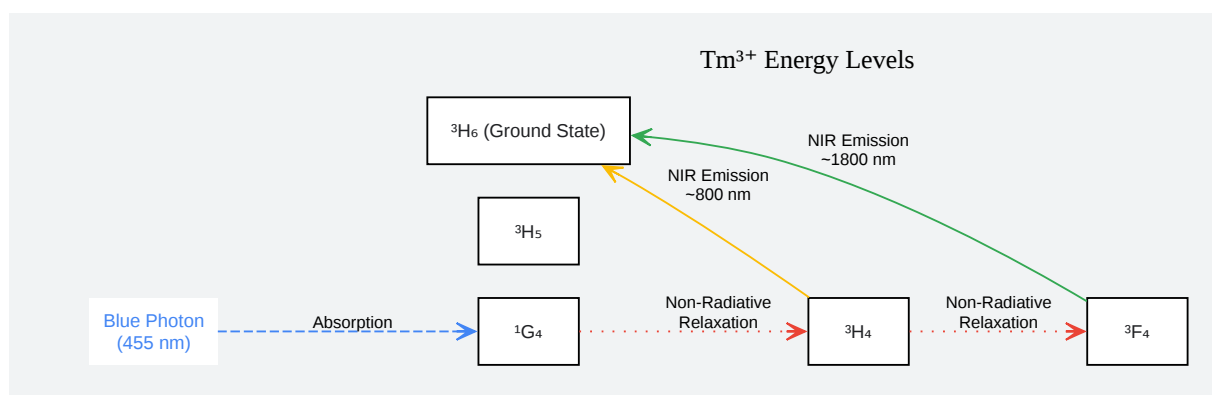 Tm³⁺ Energy Levels
³H₆ (Ground State)
NIR Emission
~1800 nm
NIR Emission
~800 nm
³H₅
Blue Photon
(455 nm)
Absorption
¹G₄
Non-Radiative
Relaxation
³H₄
Non-Radiative
Relaxation
³F₄